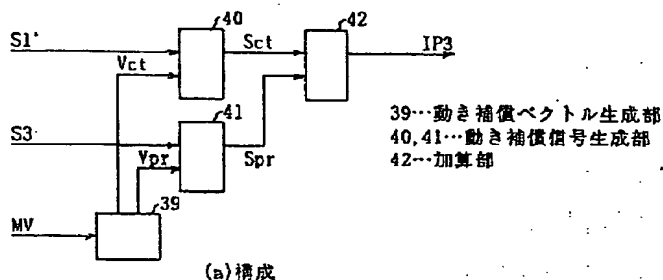 40
42
S1'
Sct
IP3
Vct
41
39…動き補償ベクトル生成部
40,41…動き補償信号生成部
42…加算部
S3
Vpr
Spr
39
MV
(a)構成